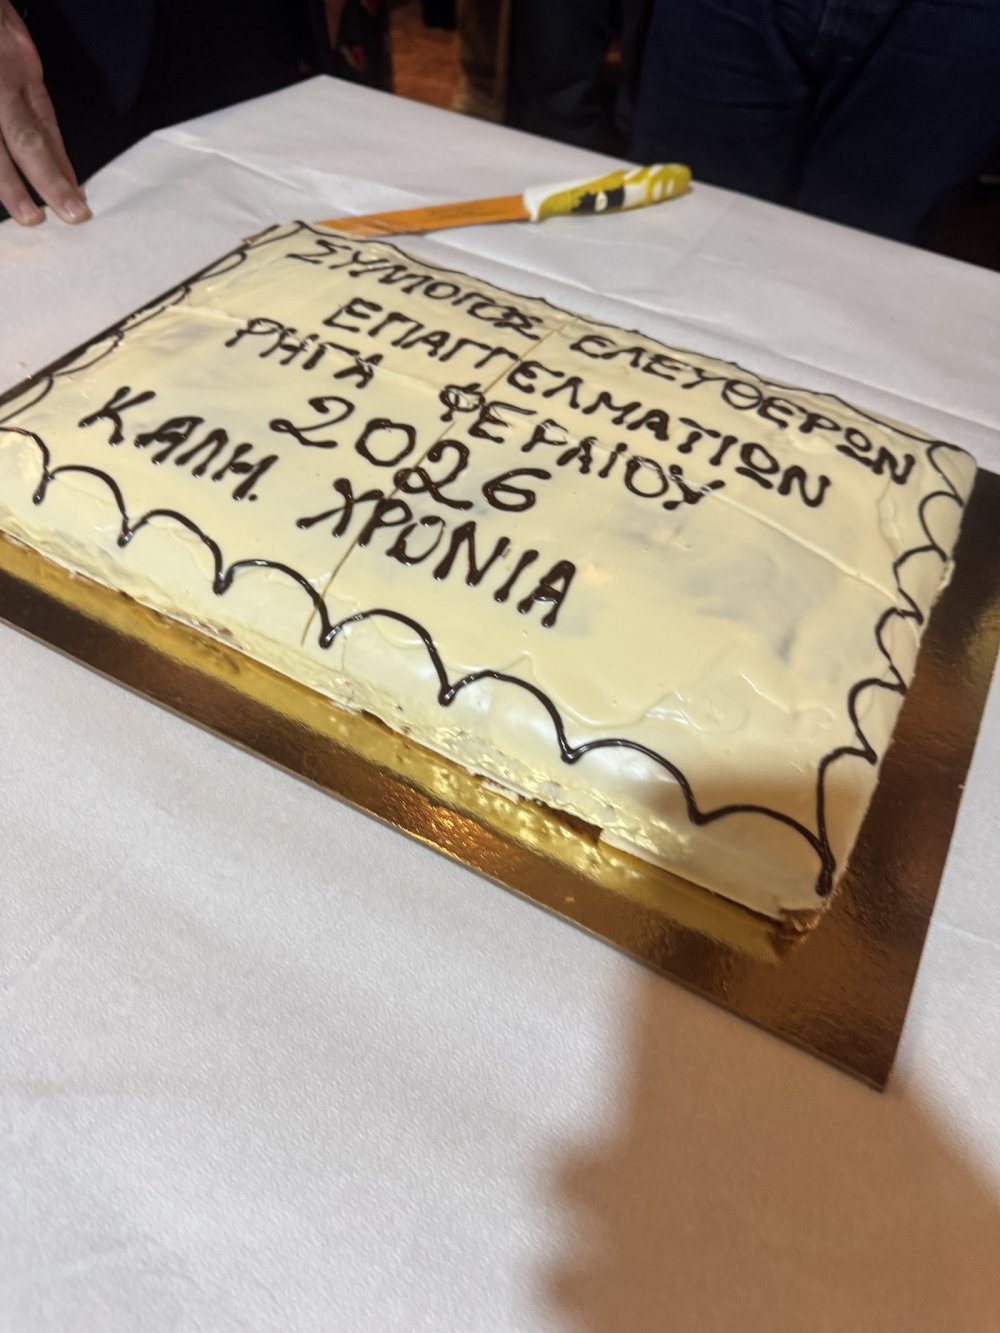 ΣΥΛΛΟΓΟΣ ΕΛΕΥΘΕΡΩΝ
ΕΠΑΓΓΕΛΜΑΤΙΩΝ
ΡΗΓΑ ΦΕΡΑΙΟΥ
2026
ΚΑΛΗ ΧΡΟΝΙΑ